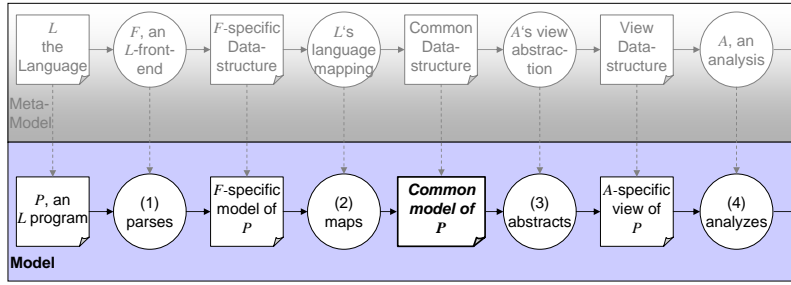 L
the
Language
F, an
L-front-
end
F-specific
Data-
structure
L‘s
language
mapping
Common
Data-
structure
A‘s view
abstrac-
tion
View
Data-
structure
A, an
analysis
Meta-
Model
P, an
L program
(1)
parses
F-specific
model of
P
(2)
maps
Common
model of
P
(3)
abstracts
A-specific
view of
P
(4)
analyzes
Model